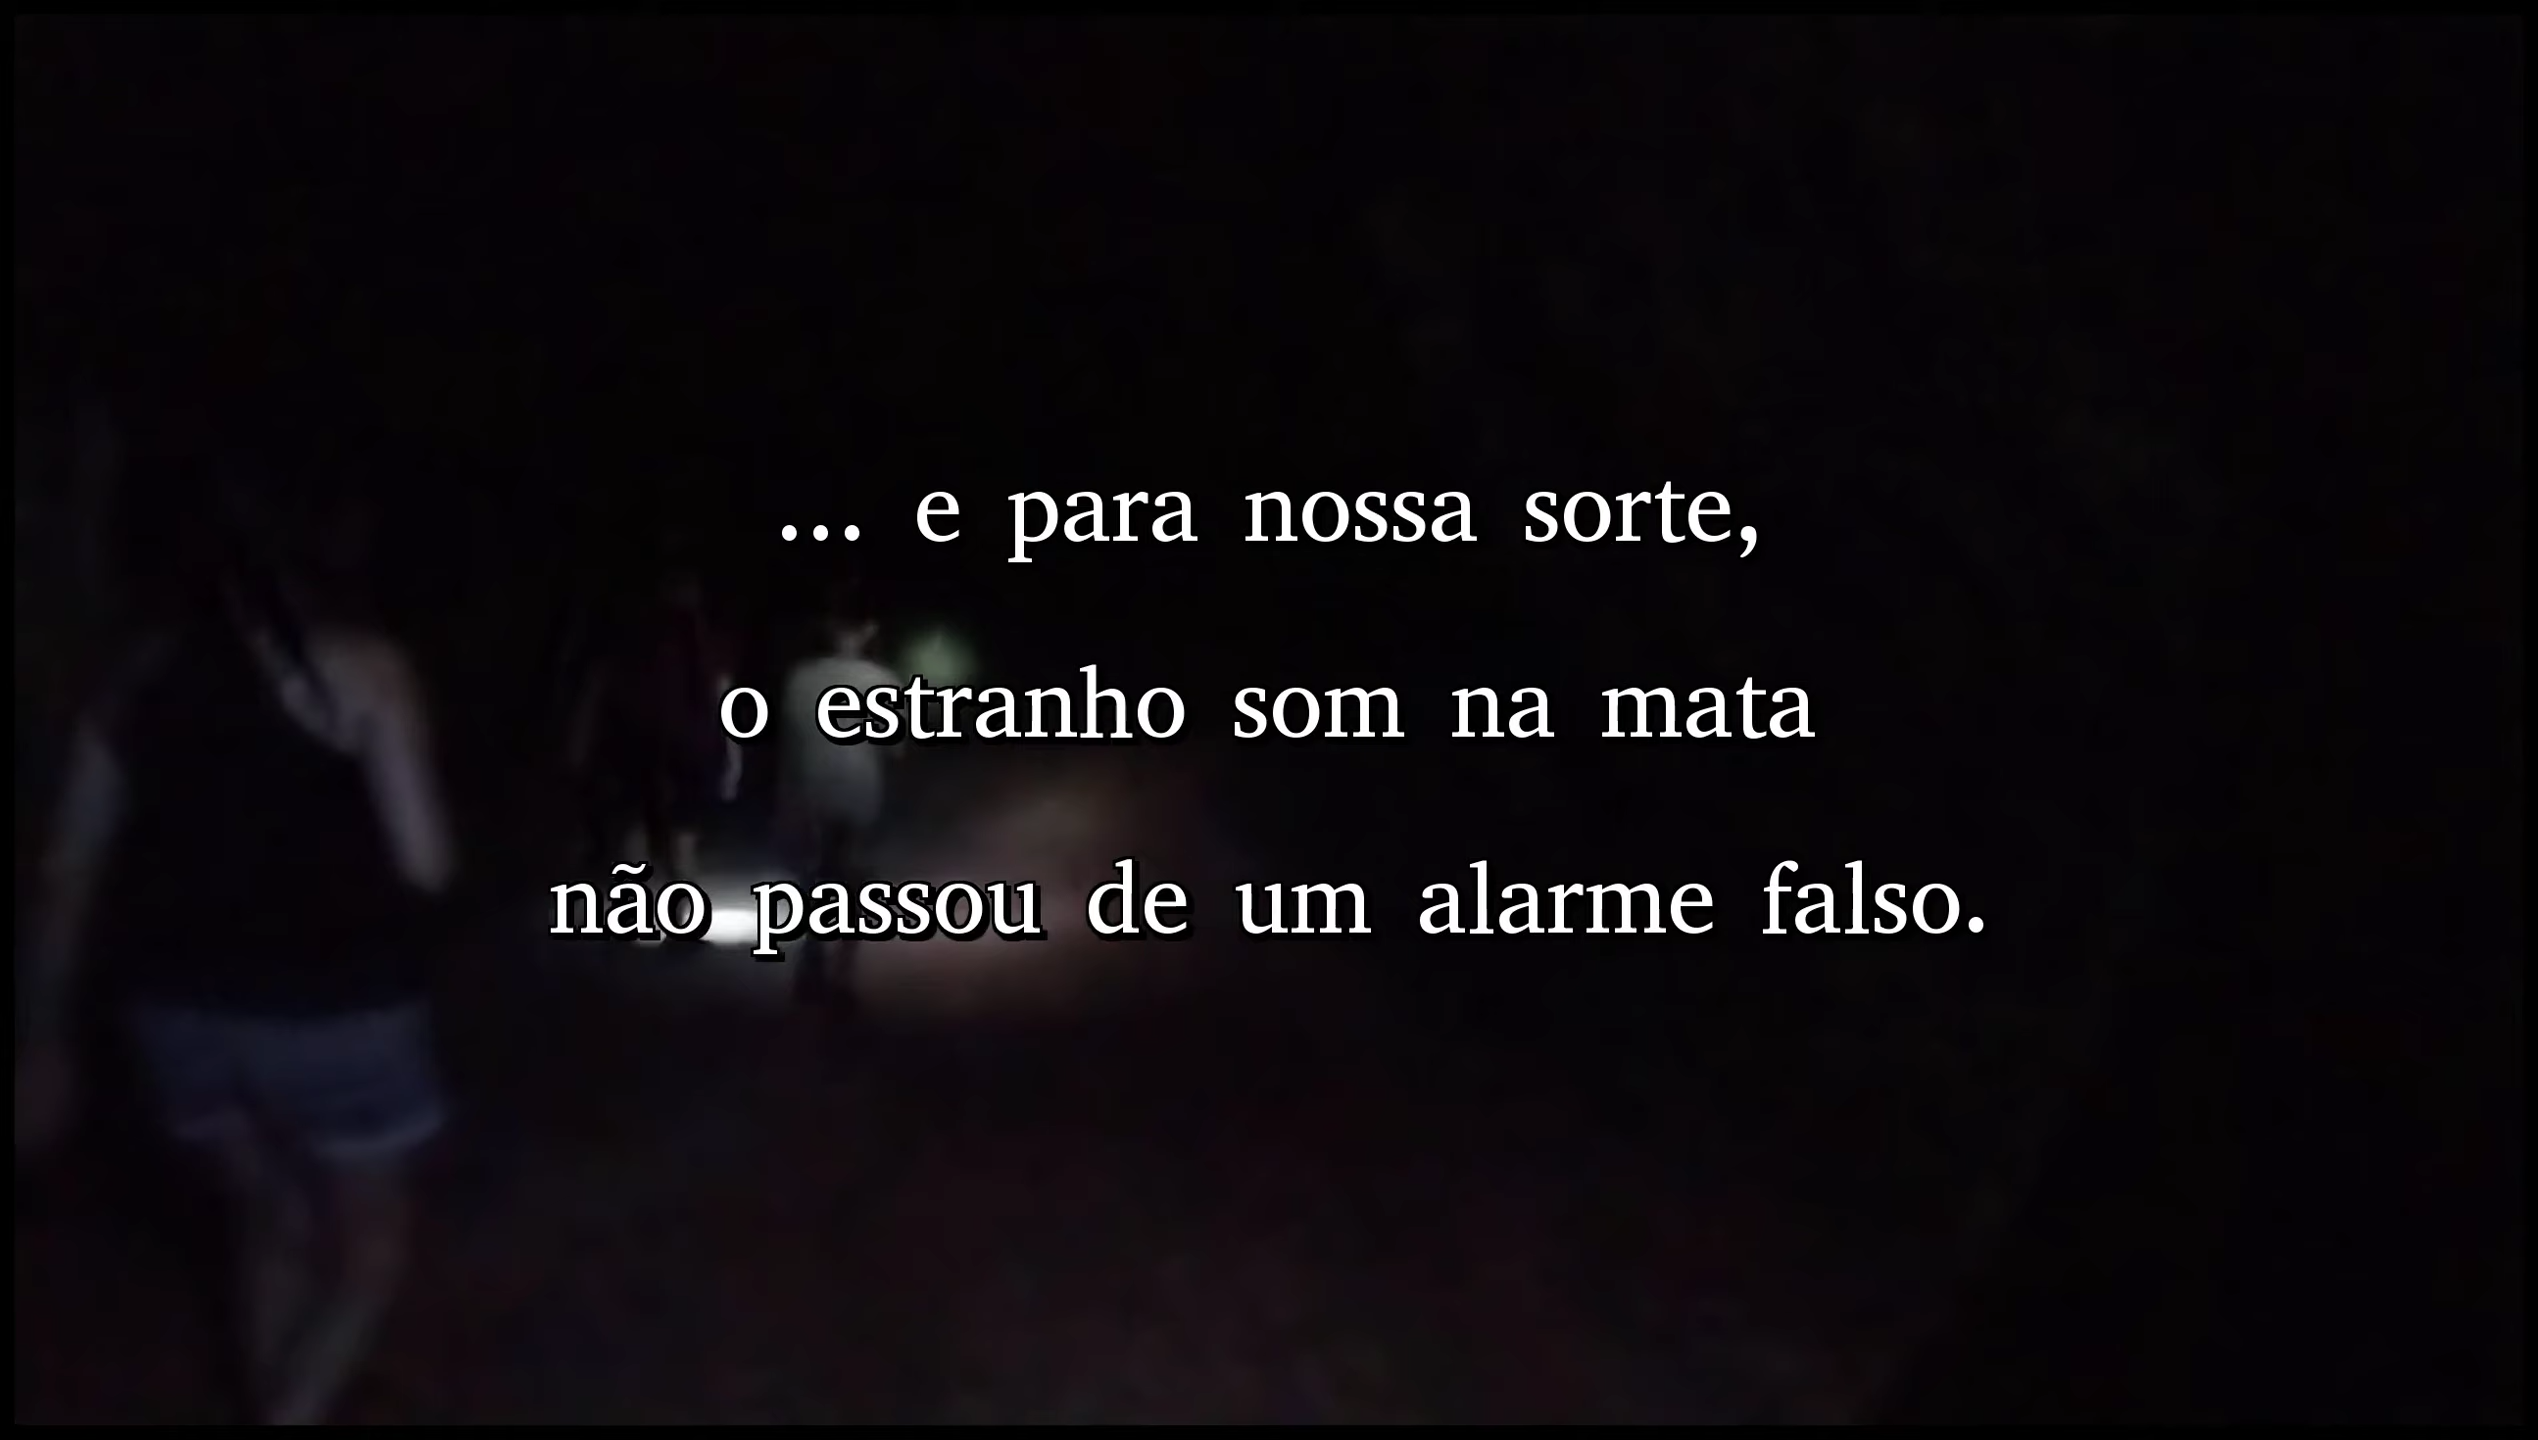 ... e para nossa sorte,
o estranho som na mata
não passou de um alarme falso.